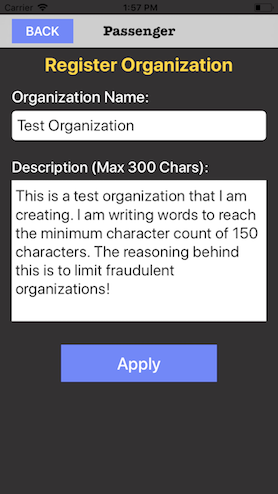 Carrier 1:57 PM
BACK Passenger
Register Organization
Organization Name:
Test Organization
Description (Max 300 Chars):
This is a test organization that I am
creating. I am writing words to reach
the minimum character count of 150
characters. The reasoning behind
this is to limit fraudulent
organizations!
Apply